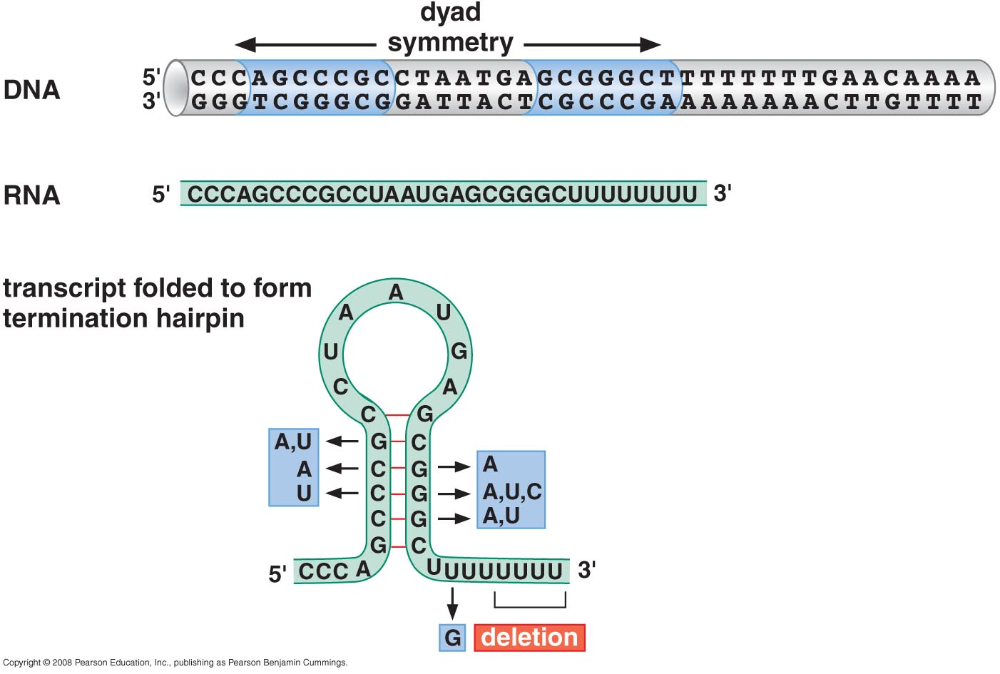 dyad
symmetry
DNA
5' CCCAGCCCGCCTAATGAGCGGGCTTTTTTTTGAACAAAA
3' GGGTCGGGCGGATTACTCGCCCGAAAAAAAACTTGTTTT
RNA 5' CCCAGCCCGCCUAAUGAGCGGGCUUUUUUUU 3'
transcript folded to form
termination hairpin
A
A U
U G
C A
C G
A,U G C
A C G A
U C G A,U,C
C G A,U
G C
5' CCCA UUUUUUUU 3'
G deletion
Copyright © 2008 Pearson Education, Inc., publishing as Pearson Benjamin Cummings.